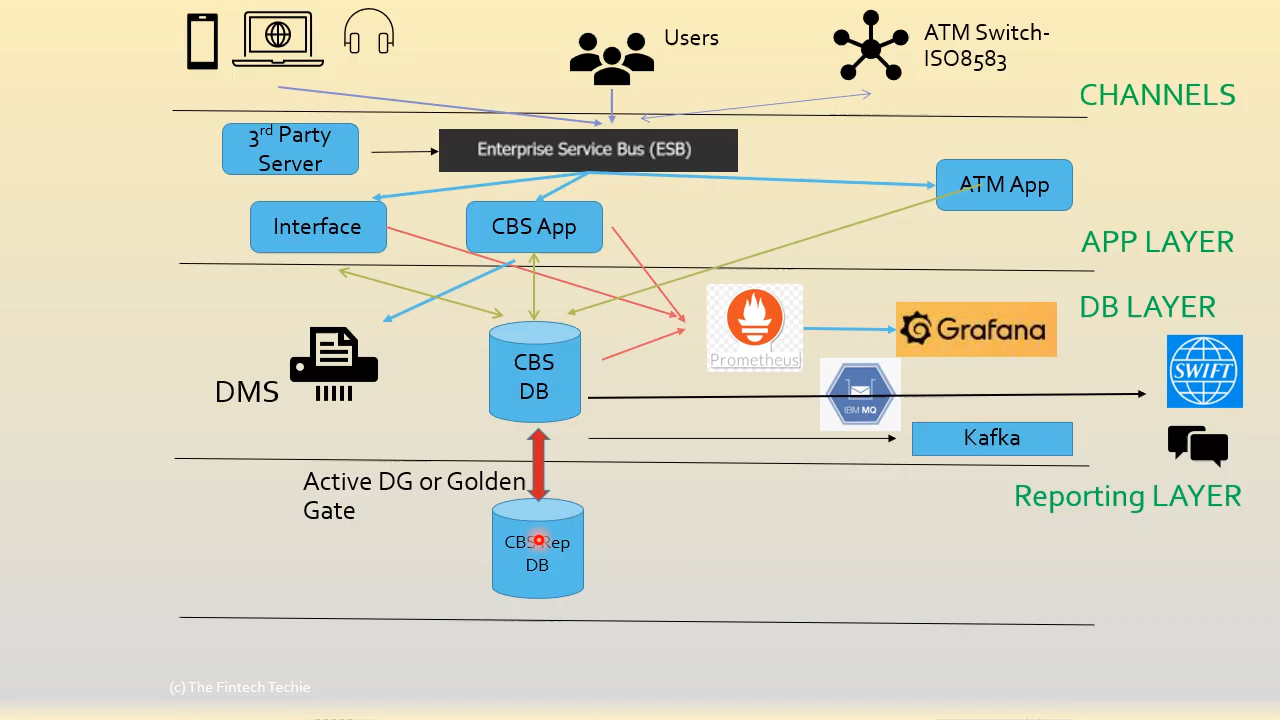 Users
ATM Switch-
ISO8583
CHANNELS
3rd Party
Server
Enterprise Service Bus (ESB)
ATM App
Interface
CBS App
APP LAYER
DB LAYER
Prometheus
Grafana
SWIFT
CBS
DB
DMS
IBM MQ
Kafka
Active DG or Golden
Gate
Reporting LAYER
CBS Rep
DB
(c) The Fintech Techie